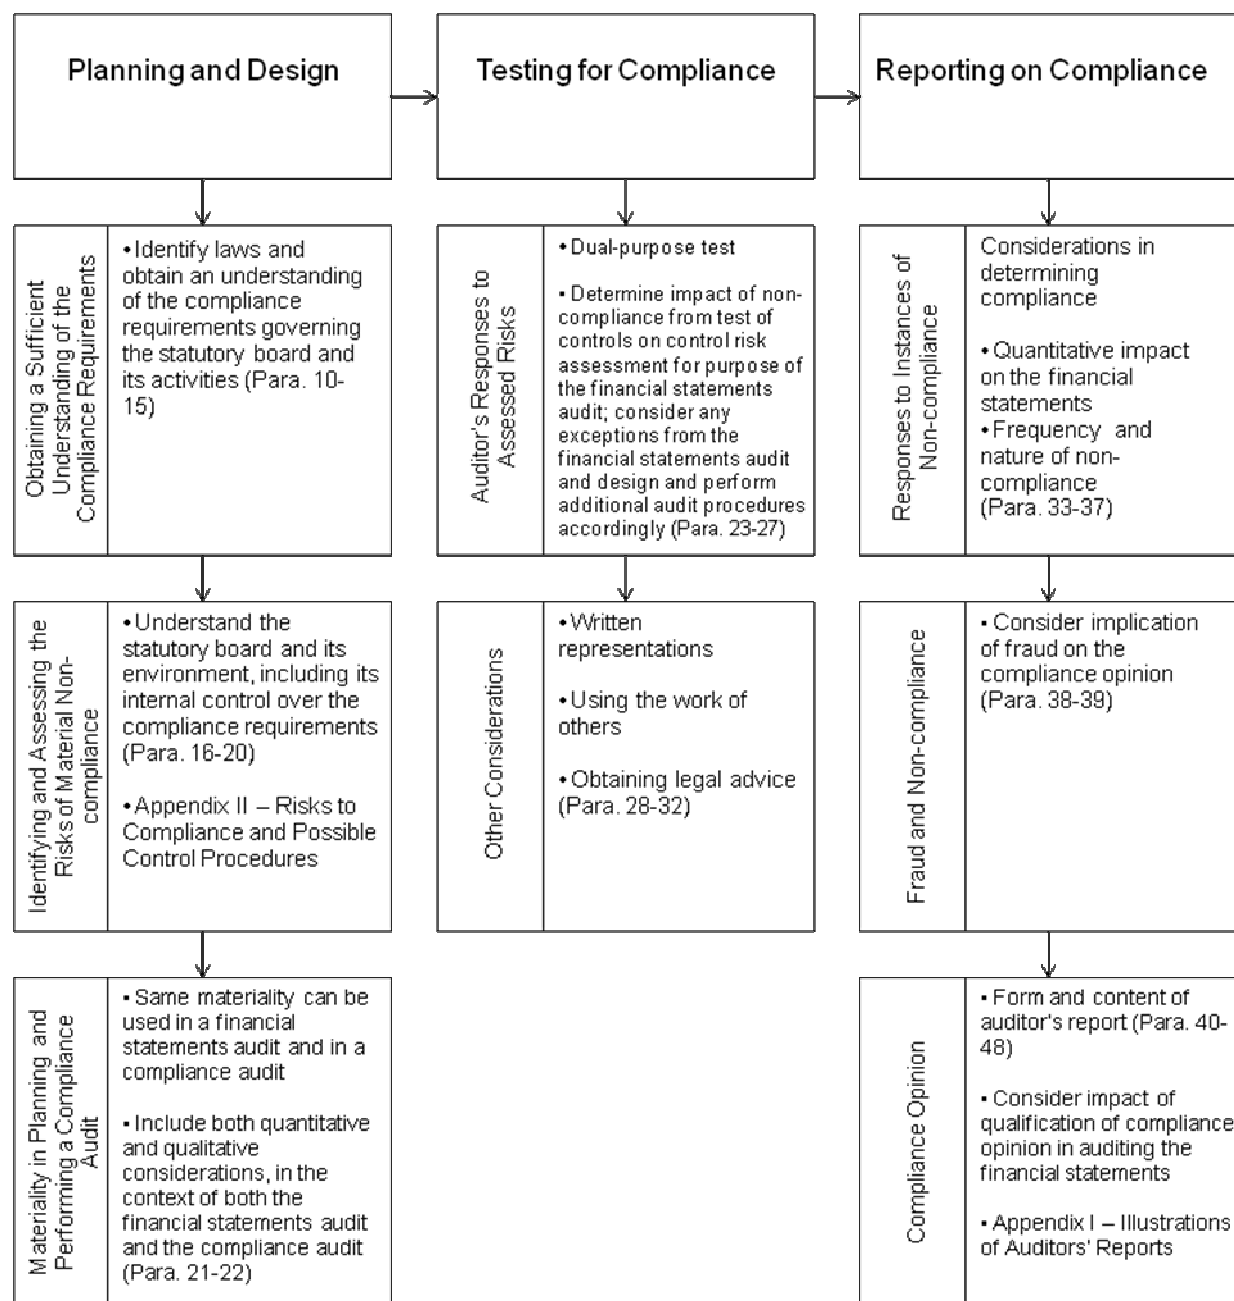 Planning and Design
Testing for Compliance
Reporting on Compliance
Obtaining a Sufficient
Understanding of the
Compliance Requirements
•Identify laws and
obtain an understanding
of the compliance
requirements governing
the statutory board and
its activities (Para. 10-
15)
Identifying and Assessing the
Risks of Material Non-
compliance
•Understand the
statutory board and its
environment, including its
internal control over the
compliance requirements
(Para. 16-20)
•Appendix II – Risks to
Compliance and Possible
Control Procedures
Materiality in Planning and
Performing a Compliance
Audit
• Same materiality can be
used in a financial
statements audit and in a
compliance audit
• Include both quantitative
and qualitative
considerations, in the
context of both the
financial statements audit
and the compliance audit
(Para. 21-22)
Auditor's Responses to
Assessed Risks
• Dual-purpose test
• Determine impact of non-
compliance from test of
controls on control risk
assessment for purpose of
the financial statements
audit; consider any
exceptions from the
financial statements audit
and design and perform
additional audit procedures
accordingly (Para. 23-27)
Other Considerations
• Written
representations
• Using the work of
others
• Obtaining legal advice
(Para. 28-32)
Responses to Instances of
Non-compliance
Considerations in
determining
compliance
• Quantitative impact
on the financial
statements
• Frequency and
nature of non-
compliance
(Para. 33-37)
Fraud and Non-compliance
• Consider implication
of fraud on the
compliance opinion
(Para. 38-39)
Compliance Opinion
• Form and content of
auditor's report (Para. 40-
48)
• Consider impact of
qualification of compliance
opinion in auditing the
financial statements
• Appendix I – Illustrations
of Auditors' Reports